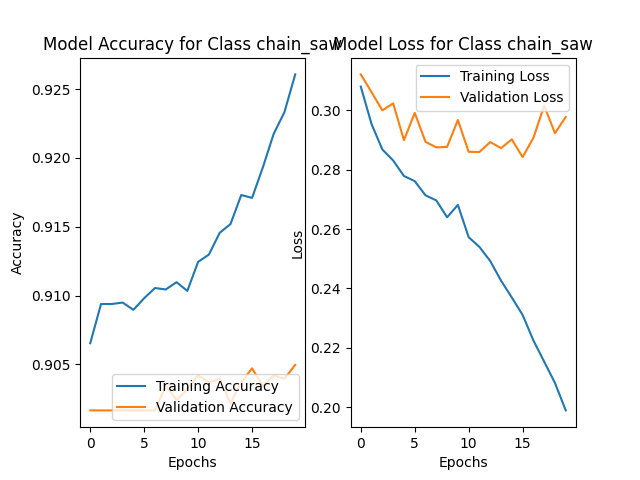 Model Accuracy for Class chain_saw
Model Loss for Class chain_saw
0.925
0.920
0.915
0.910
0.905
Accuracy
Training Accuracy
Validation Accuracy
0 5 10 15
Epochs
Training Loss
Validation Loss
0.30
0.28
0.26
0.24
0.22
0.20
Loss
0 5 10 15
Epochs